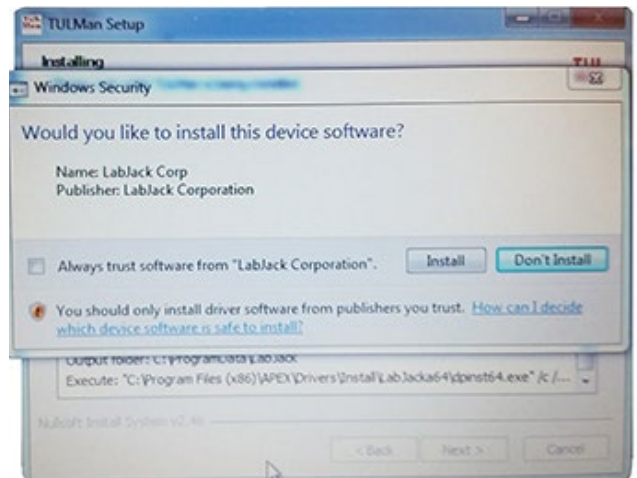 TULMan Setup
Installing
Windows Security
Would you like to install this device software?
Name: LabJack Corp
Publisher: LabJack Corporation
Always trust software from "LabJack Corporation".
Install
Don't Install
You should only install driver software from publishers you trust. How can I decide
which device software is safe to install?
Output folder: C:\ProgramData\LabJack
Execute: "C:\Program Files (x86)\APEX\Drivers\Install\LabJacka64\dpinst64.exe" /c /....
Nullsoft Install System v2.46
< Back
Next >
Cancel